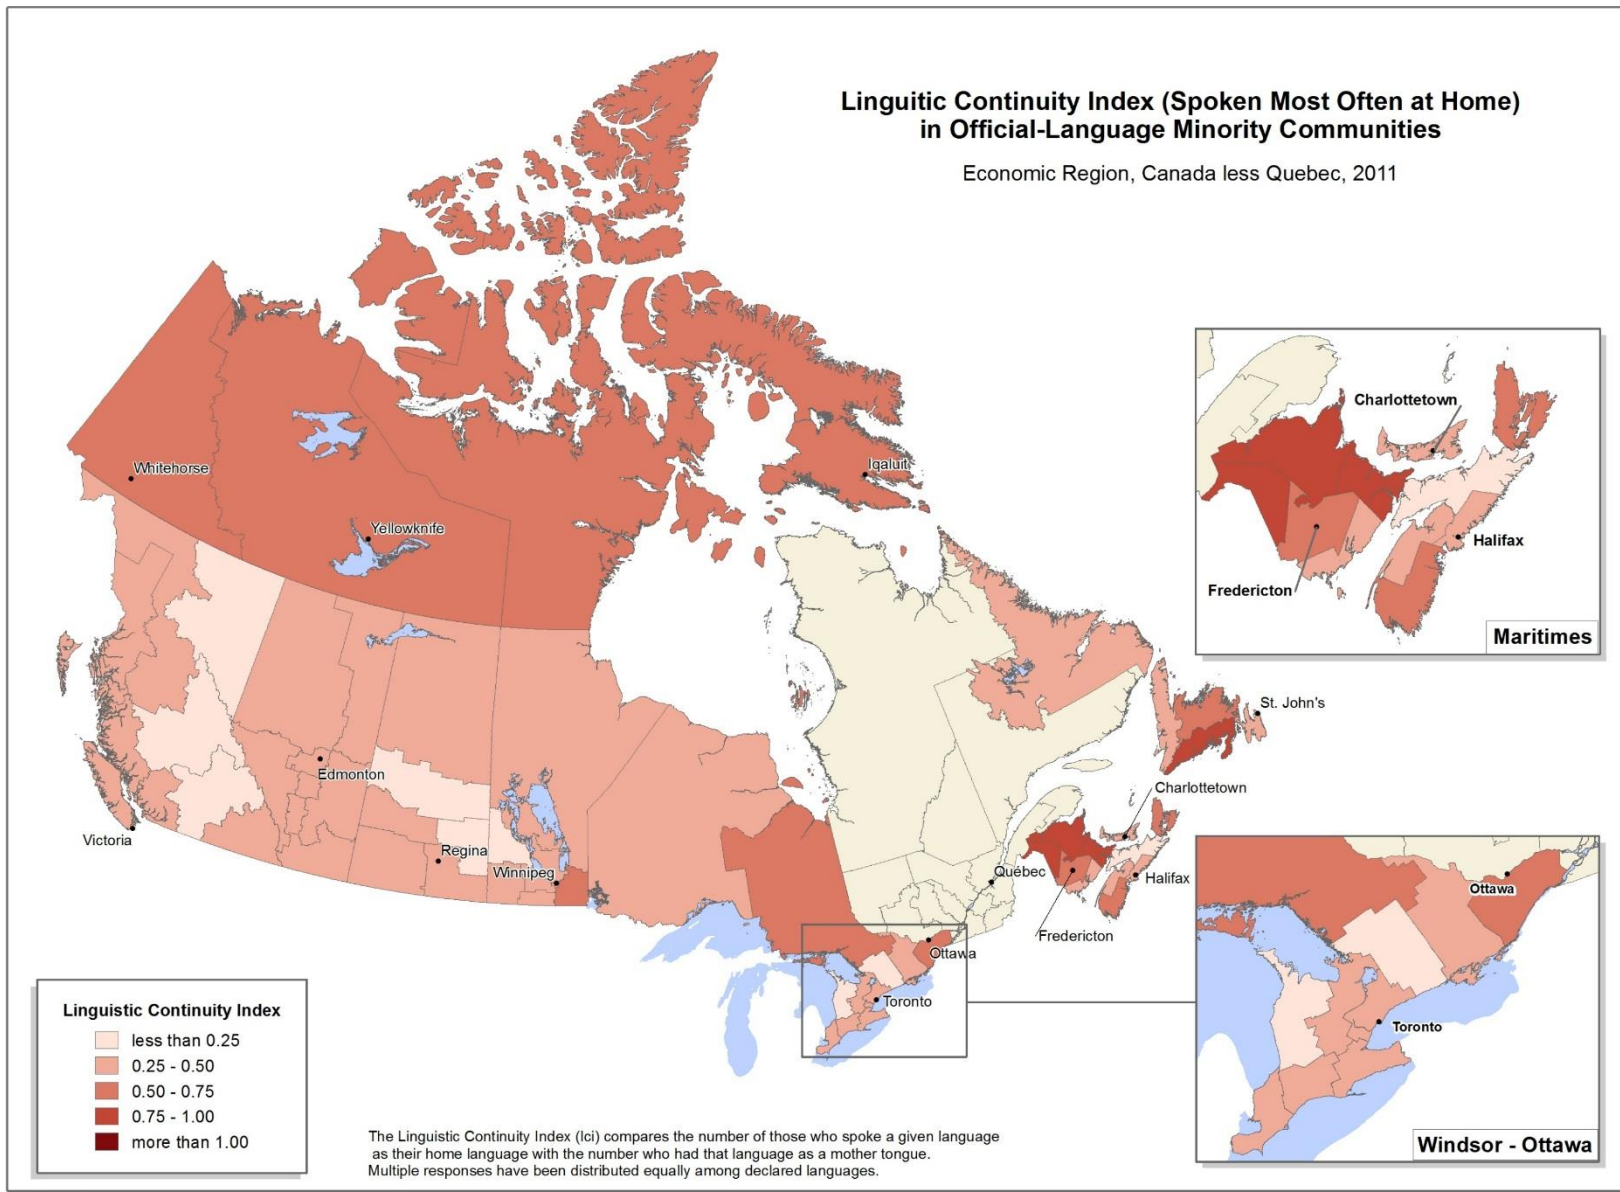 Linguitic Continuity Index (Spoken Most Often at Home)
in Official-Language Minority Communities
Economic Region, Canada less Quebec, 2011
Whitehorse
Yellowknife
Iqaluit
Edmonton
Victoria
Regina
Winnipeg
St. John's
Charlottetown
Québec
Halifax
Fredericton
Ottawa
Toronto
Charlottetown
Halifax
Fredericton
Maritimes
Ottawa
Toronto
Windsor - Ottawa
Linguistic Continuity Index
less than 0.25
0.25 - 0.50
0.50 - 0.75
0.75 - 1.00
more than 1.00
The Linguistic Continuity Index (lci) compares the number of those who spoke a given language
as their home language with the number who had that language as a mother tongue.
Multiple responses have been distributed equally among declared languages.